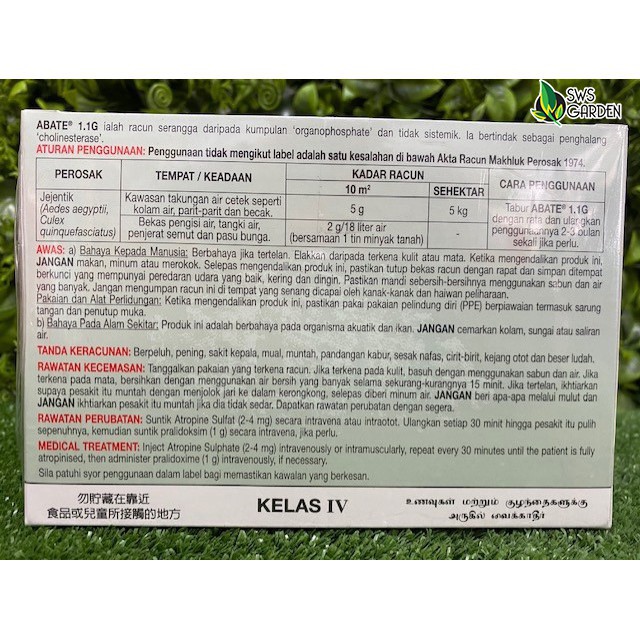 SWS
GARDEN
ABATE® 1.1G ialah racun serangga daripada kumpulan 'organophosphate' dan tidak sistemik. Ia bertindak sebagai penghalang
'cholinesterase'.
ATURAN PENGGUNAAN: Penggunaan tidak mengikut label adalah satu kesalahan di bawah Akta Racun Makhluk Perosak 1974.
PEROSAK
TEMPAT / KEADAAN
KADAR RACUN
CARA PENGGUNAAN
10 m²
SEHEKTAR
Jejentik
(Aedes aegyptii,
Culex
quinquefasciatus)
Kawasan takungan air cetek seperti
kolam air, parit-parit dan becak.
5 g
5 kg
Bekas pengisi air, tangki air,
penjerat semut dan pasu bunga.
2 g/18 liter air
(bersamaan 1 tin minyak tanah)
-
Tabur ABATE® 1.1G
dengan rata dan ulangkan
penggunaannya 2-3 bulan
sekali jika perlu.
AWAS: a) Bahaya Kepada Manusia: Berbahaya jika tertelan. Elakkan daripada terkena kulit atau mata. Ketika mengendalikan produk ini,
JANGAN makan, minum atau merokok. Selepas mengendalikan produk ini, pastikan tutup bekas racun dengan rapat dan simpan ditempat
berkunci yang mempunyai peredaran udara yang baik, kering dan dingin. Pastikan mandi sebersih-bersihnya menggunakan sabun dan air
yang banyak. Jangan mengumpan racun ini di tempat yang senang dicapai oleh kanak-kanak dan haiwan peliharaan.
Pakaian dan Alat Perlidungan: Ketika mengendalikan produk ini, pastikan pakai pakaian pelindung diri (PPE) berpiawaian termasuk sarung
tangan dan penutup muka.
b) Bahaya Pada Alam Sekitar: Produk ini adalah berbahaya pada organisma akuatik dan ikan. JANGAN cemarkan kolam, sungai atau saliran
air.
TANDA KERACUNAN: Berpeluh, pening, sakit kepala, mual, muntah, pandangan kabur, sesak nafas, cirit-birit, kejang otot dan beser ludah.
RAWATAN KECEMASAN: Tanggalkan pakaian yang terkena racun. Jika terkena pada kulit, basuh dengan menggunakan sabun dan air. Jika
terkena pada mata, bersihkan dengan menggunakan air bersih yang banyak selama sekurang-kurangnya 15 minit. Jika tertelan, ikhtiarkan
supaya pesakit itu muntah dengan menjolok jari ke dalam kerongkong, selepas diberi minum air. JANGAN beri apa-apa melalui mulut dan
JANGAN ikhtiarkan pesakit itu muntah jika dia tidak sedar. Dapatkan rawatan perubatan dengan segera.
RAWATAN PERUBATAN: Suntik Atropine Sulfat (2-4 mg) secara intravena atau intraotot. Ulangkan setiap 30 minit hingga pesakit itu pulih
sepenuhnya, kemudian suntik pralidoksim (1 g) secara intravena, jika perlu.
MEDICAL TREATMENT: Inject Atropine Sulphate (2-4 mg) intravenously or intramuscularly, repeat every 30 minutes until the patient is fully
atropinised, then administer pralidoxime (1 g) intravenously, if necessary.
Sila patuhi syor penggunaan dalam label bagi memastikan kawalan yang berkesan.
勿貯藏在靠近
食品或兒童所接觸的地方
KELAS IV
உணவுகள் மற்றும் குழந்தைகளுக்கு
அருகில் வைக்காதீர்